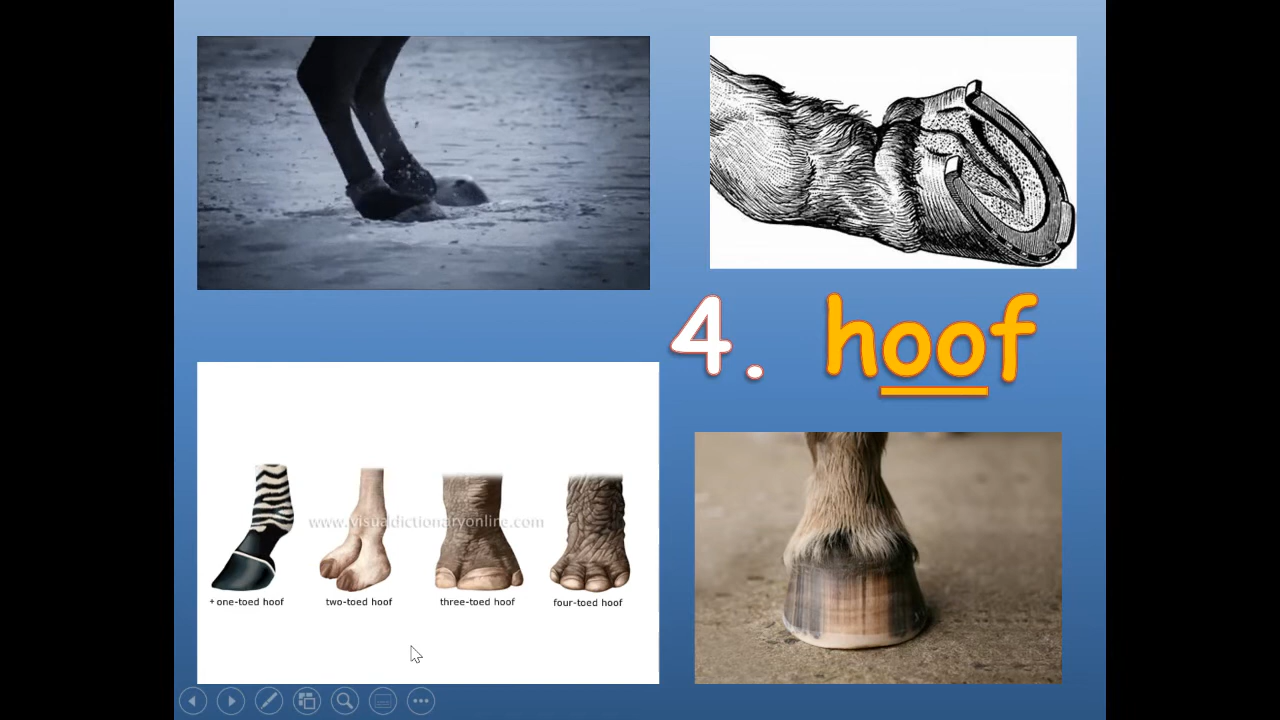 4. hoof
www.visualdictionaryonline.com
+ one-toed hoof
two-toed hoof
three-toed hoof
four-toed hoof